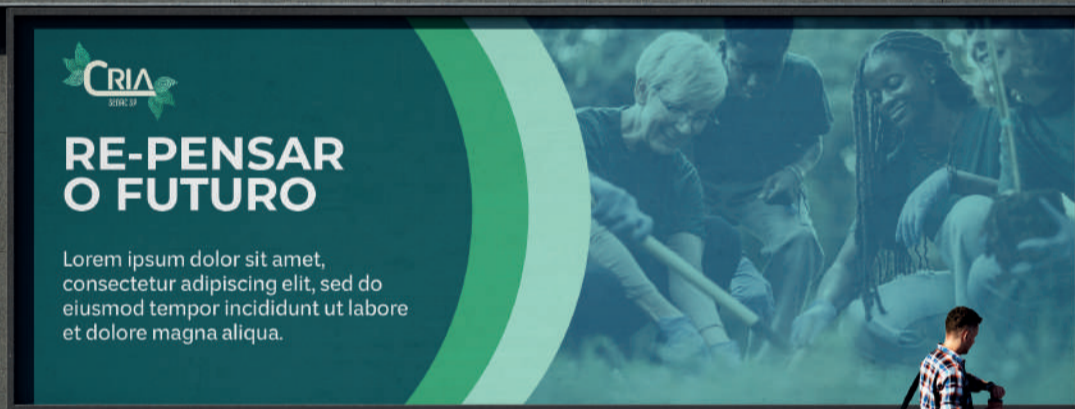 CRIA
SENAC SP
RE-PENSAR
O FUTURO
Lorem ipsum dolor sit amet,
consectetur adipiscing elit, sed do
eiusmod tempor incididunt ut labore
et dolore magna aliqua.